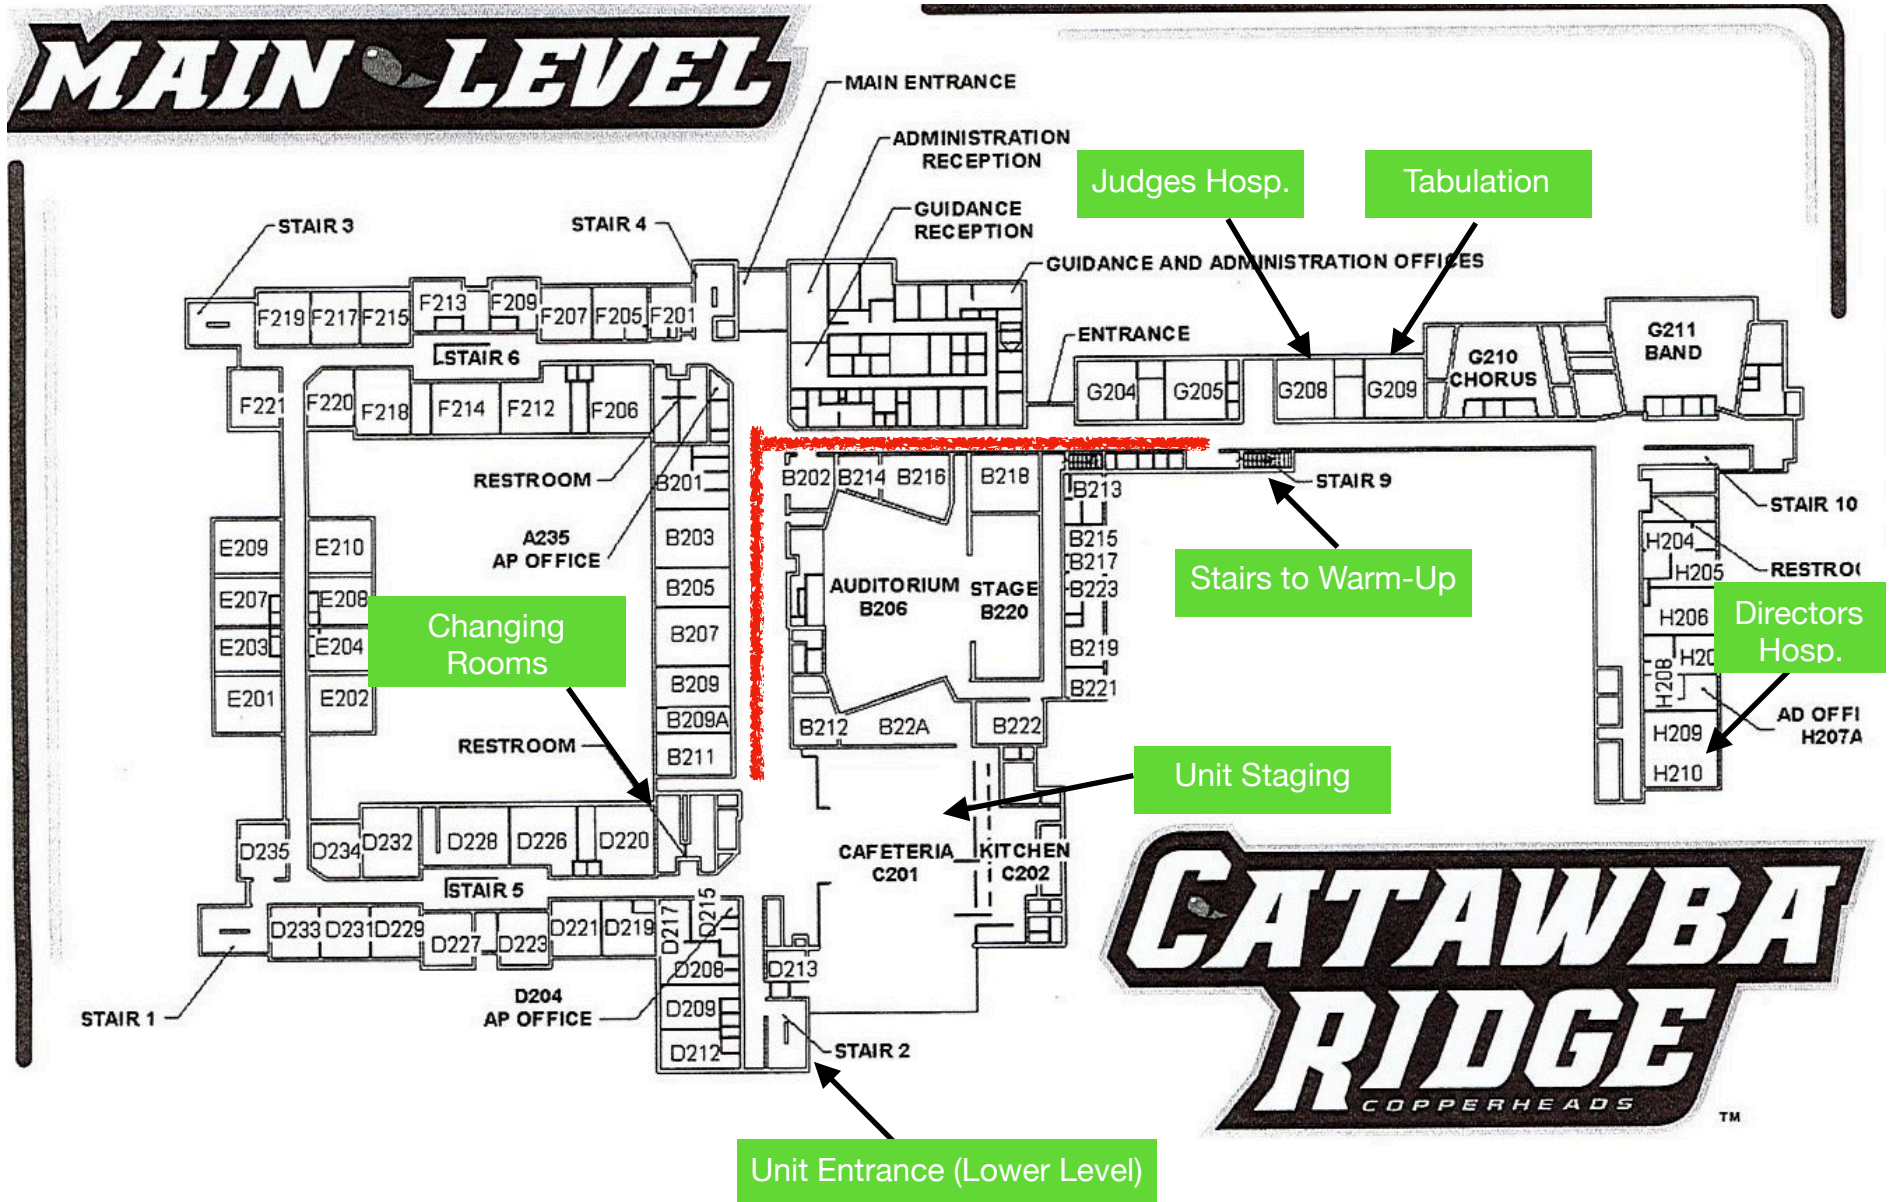 MAIN LEVEL
MAIN ENTRANCE
ADMINISTRATION
RECEPTION
Judges Hosp.
Tabulation
GUIDANCE
RECEPTION
STAIR 3
STAIR 4
GUIDANCE AND ADMINISTRATION OFFICES
F219
F217
F215
F213
F209
F207
F205
F201
STAIR 6
ENTRANCE
G211
BAND
G210
CHORUS
F221
F220
F218
F214
F212
F206
G204
G205
G208
G209
RESTROOM
B201
B202
B214
B216
B218
B213
STAIR 9
STAIR 10
A235
AP OFFICE
E209
E210
B203
B215
B217
H204
RESTRO
H205
Stairs to Warm-Up
E207
E208
B205
AUDITORIUM
B206
STAGE
B220
B223
H206
Directors
Hosp.
Changing
Rooms
E203
E204
B207
B219
H20
H208
E201
E202
B209
B221
B209A
B212
B22A
B222
AD OFFI
H207A
H209
RESTROOM
B211
Unit Staging
H210
D235
D234
D232
D228
D226
D220
CAFETERIA
C201
KITCHEN
C202
STAIR 5
D233
D231
D229
D227
D223
D221
D219
D217
D215
D208
D213
D204
AP OFFICE
D209
STAIR 1
D212
STAIR 2
CATAWBA
RIDGE
COPPERHEADS
TM
Unit Entrance (Lower Level)